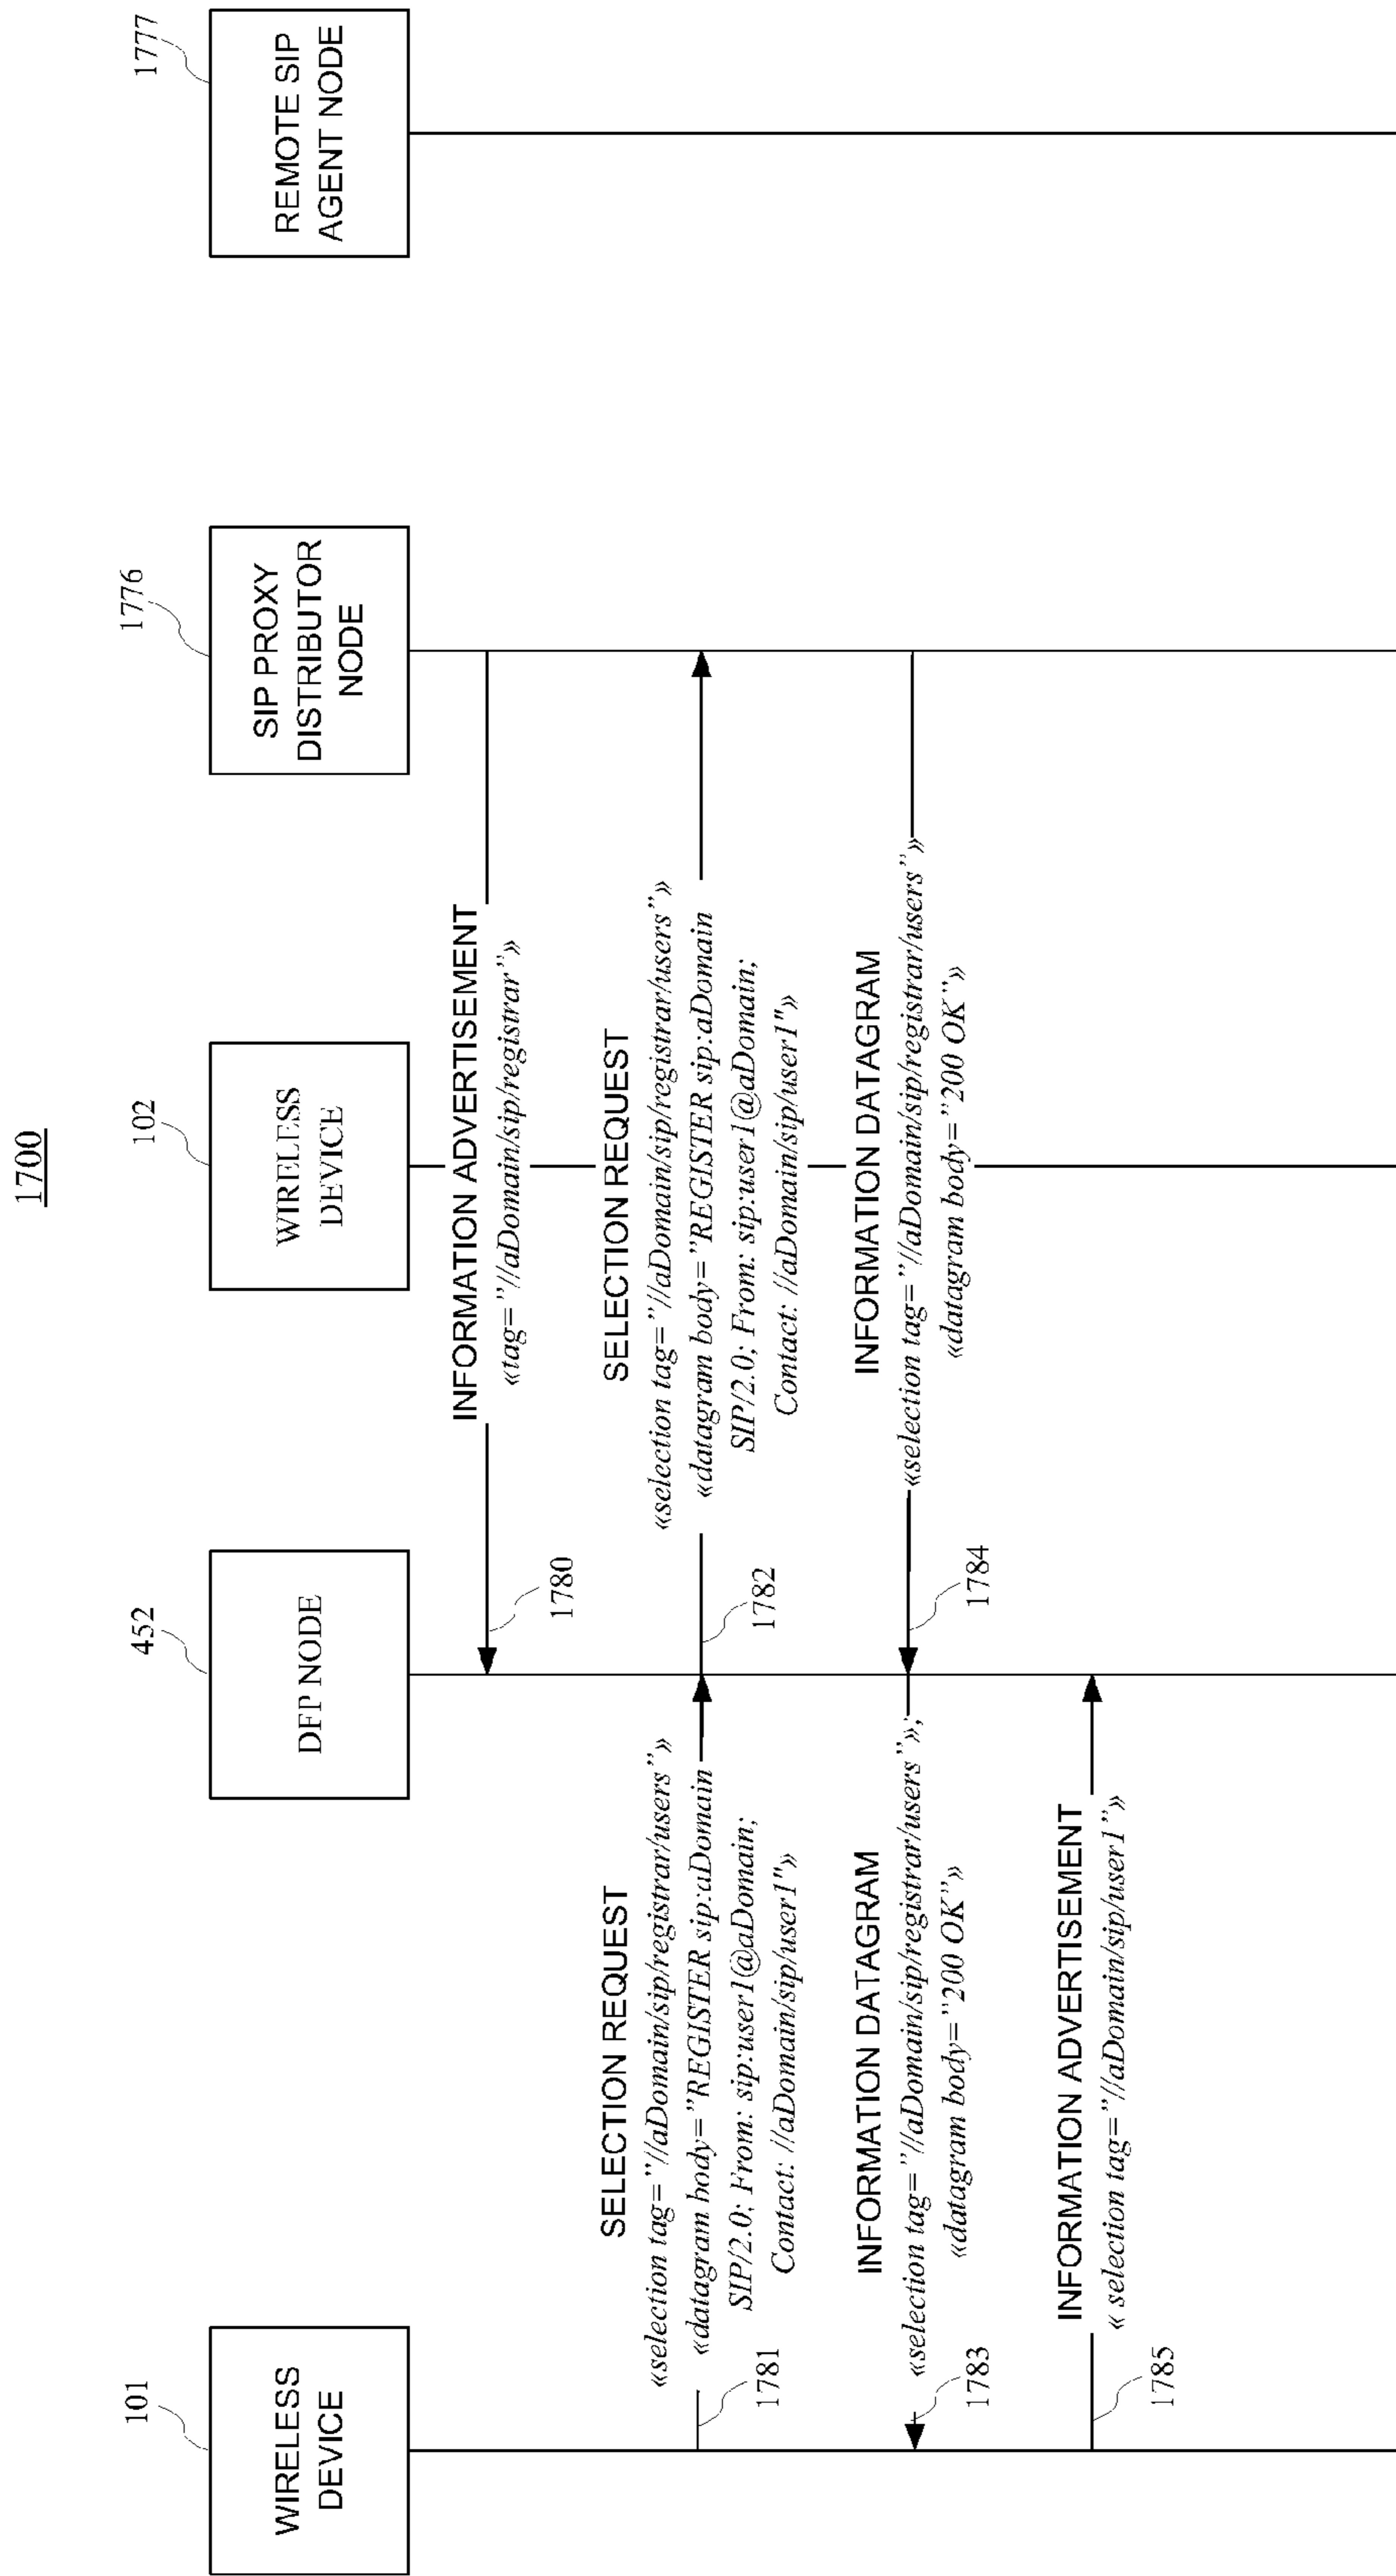 1700
101
WIRELESS
DEVICE
452
DFP NODE
102
WIRELESS
DEVICE
1776
SIP PROXY
DISTRIBUTOR
NODE
1777
REMOTE SIP
AGENT NODE
INFORMATION ADVERTISEMENT
«tag="//aDomain/sip/registrar"»
1780
SELECTION REQUEST
«selection tag="//aDomain/sip/registrar/users"»
«datagram body="REGISTER sip:aDomain
SIP/2.0; From: sip:user1@aDomain;
Contact: //aDomain/sip/user1"»
1781
SELECTION REQUEST
«selection tag="//aDomain/sip/registrar/users"»
«datagram body="REGISTER sip:aDomain
SIP/2.0; From: sip:user1@aDomain;
Contact: //aDomain/sip/user1"»
1782
INFORMATION DATAGRAM
«selection tag="//aDomain/sip/registrar/users"»;
«datagram body="200 OK"»
1783
INFORMATION DATAGRAM
«selection tag="//aDomain/sip/registrar/users"»
«datagram body="200 OK"»
1784
INFORMATION ADVERTISEMENT
« selection tag="//aDomain/sip/user1"»
1785